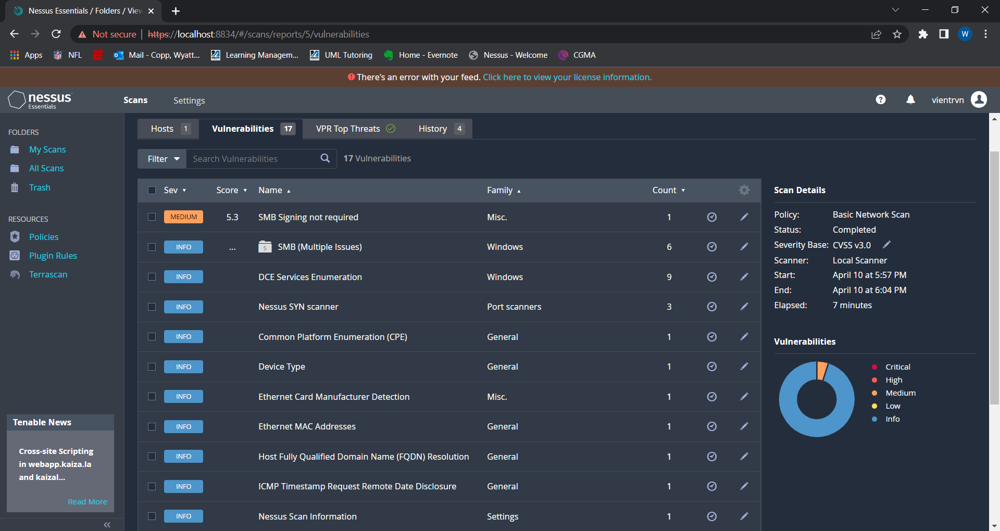 Nessus Essentials / Folders / View
Not secure | https://localhost:8834/#/scans/reports/5/vulnerabilities
W
Apps NFL Mail - Copp, Wyatt... Learning Managem... UML Tutoring Home - Evernote Nessus - Welcome CGMA
There's an error with your feed. Click here to view your license information.
nessus Essentials Scans Settings vientrvn
FOLDERS
My Scans
All Scans
Trash
RESOURCES
Policies
Plugin Rules
Terrascan
Tenable News
Cross-site Scripting
in webapp.kaiza.la
and kaizal...
Read More
Hosts 1 Vulnerabilities 17 VPR Top Threats History 4
Filter Search Vulnerabilities 17 Vulnerabilities
Sev Score Name Family Count
MEDIUM 5.3 SMB Signing not required Misc. 1
INFO ... 5 SMB (Multiple Issues) Windows 6
INFO DCE Services Enumeration Windows 9
INFO Nessus SYN scanner Port scanners 3
INFO Common Platform Enumeration (CPE) General 1
INFO Device Type General 1
INFO Ethernet Card Manufacturer Detection Misc. 1
INFO Ethernet MAC Addresses General 1
INFO Host Fully Qualified Domain Name (FQDN) Resolution General 1
INFO ICMP Timestamp Request Remote Date Disclosure General 1
INFO Nessus Scan Information Settings 1
Scan Details
Policy: Basic Network Scan
Status: Completed
Severity Base: CVSS v3.0
Scanner: Local Scanner
Start: April 10 at 5:57 PM
End: April 10 at 6:04 PM
Elapsed: 7 minutes
Vulnerabilities
Critical
High
Medium
Low
Info